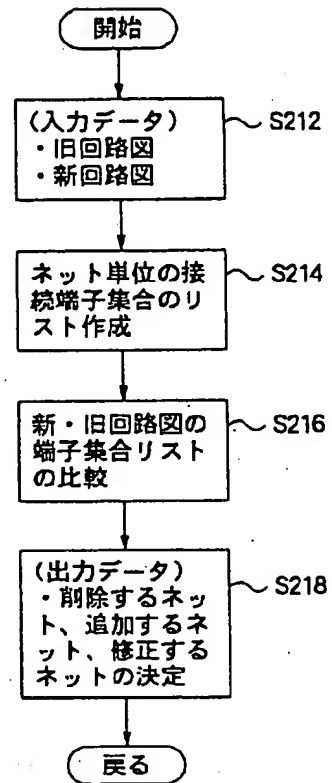 開始
(入力データ)
・旧回路図
・新回路図
S212
ネット単位の接
続端子集合のリ
スト作成
S214
新・旧回路図の
端子集合リスト
の比較
S216
(出力データ)
・削除するネッ
ト、追加するネ
ット、修正する
ネットの決定
S218
戻る